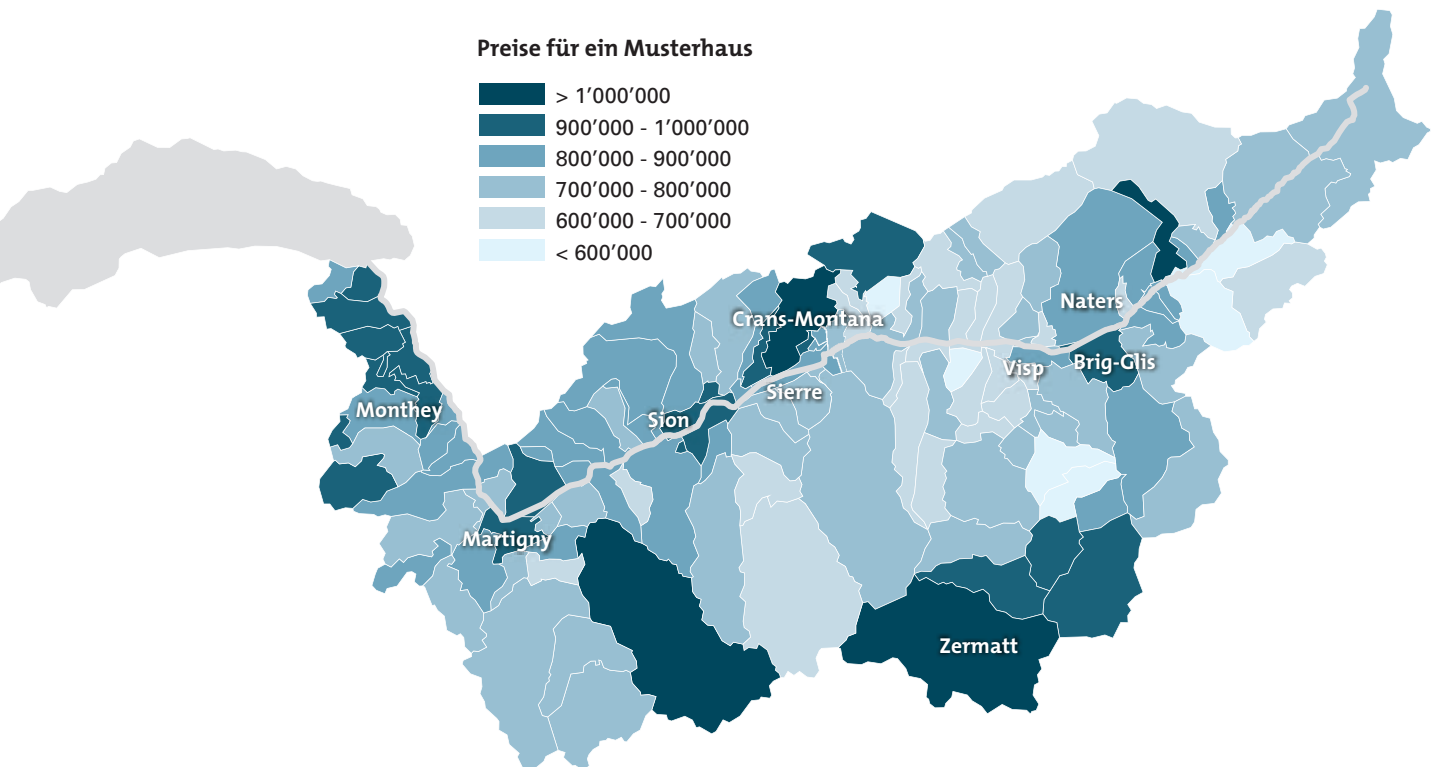 Preise für ein Musterhaus
> 1’000’000
900’000 - 1’000’000
800’000 - 900’000
700’000 - 800’000
600’000 - 700’000
< 600’000
Naters
Crans-Montana
Visp
Brig-Glis
Sierre
Monthey
Sion
Martigny
Zermatt